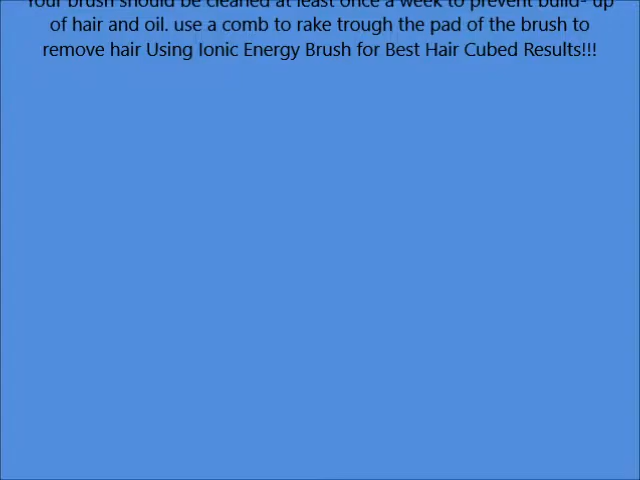 Your brush should be cleaned at least once a week to prevent build- up
of hair and oil. use a comb to rake trough the pad of the brush to
remove hair Using Ionic Energy Brush for Best Hair Cubed Results!!!